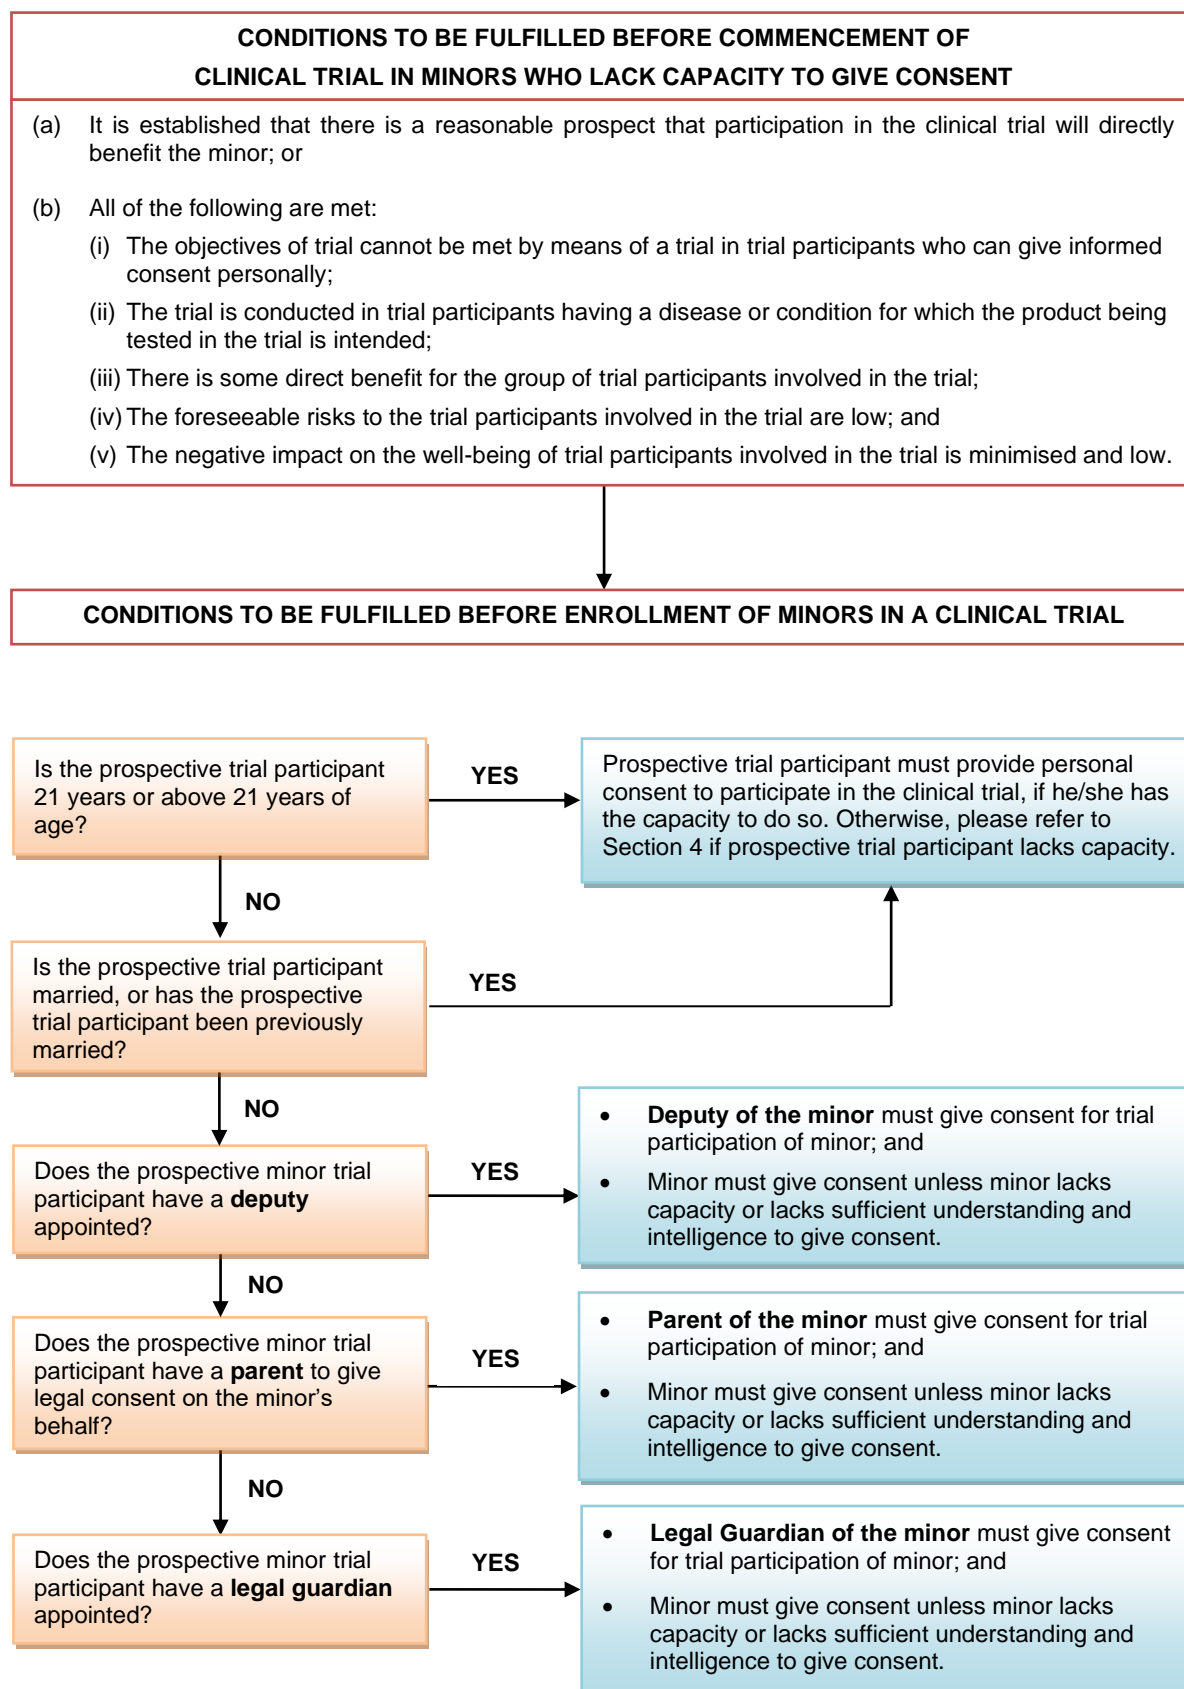 CONDITIONS TO BE FULFILLED BEFORE COMMENCEMENT OF
CLINICAL TRIAL IN MINORS WHO LACK CAPACITY TO GIVE CONSENT
(a) It is established that there is a reasonable prospect that participation in the clinical trial will directly
benefit the minor; or
(b) All of the following are met:
(i) The objectives of trial cannot be met by means of a trial in trial participants who can give informed
consent personally;
(ii) The trial is conducted in trial participants having a disease or condition for which the product being
tested in the trial is intended;
(iii) There is some direct benefit for the group of trial participants involved in the trial;
(iv) The foreseeable risks to the trial participants involved in the trial are low; and
(v) The negative impact on the well-being of trial participants involved in the trial is minimised and low.
CONDITIONS TO BE FULFILLED BEFORE ENROLLMENT OF MINORS IN A CLINICAL TRIAL
Is the prospective trial participant
21 years or above 21 years of
age?
YES
Prospective trial participant must provide personal
consent to participate in the clinical trial, if he/she has
the capacity to do so. Otherwise, please refer to
Section 4 if prospective trial participant lacks capacity.
NO
Is the prospective trial participant
married, or has the prospective
trial participant been previously
married?
YES
NO
Does the prospective minor trial
participant have a deputy
appointed?
YES
• Deputy of the minor must give consent for trial
participation of minor; and
• Minor must give consent unless minor lacks
capacity or lacks sufficient understanding and
intelligence to give consent.
NO
Does the prospective minor trial
participant have a parent to give
legal consent on the minor’s
behalf?
YES
• Parent of the minor must give consent for trial
participation of minor; and
• Minor must give consent unless minor lacks
capacity or lacks sufficient understanding and
intelligence to give consent.
NO
Does the prospective minor trial
participant have a legal guardian
appointed?
YES
• Legal Guardian of the minor must give consent
for trial participation of minor; and
• Minor must give consent unless minor lacks
capacity or lacks sufficient understanding and
intelligence to give consent.